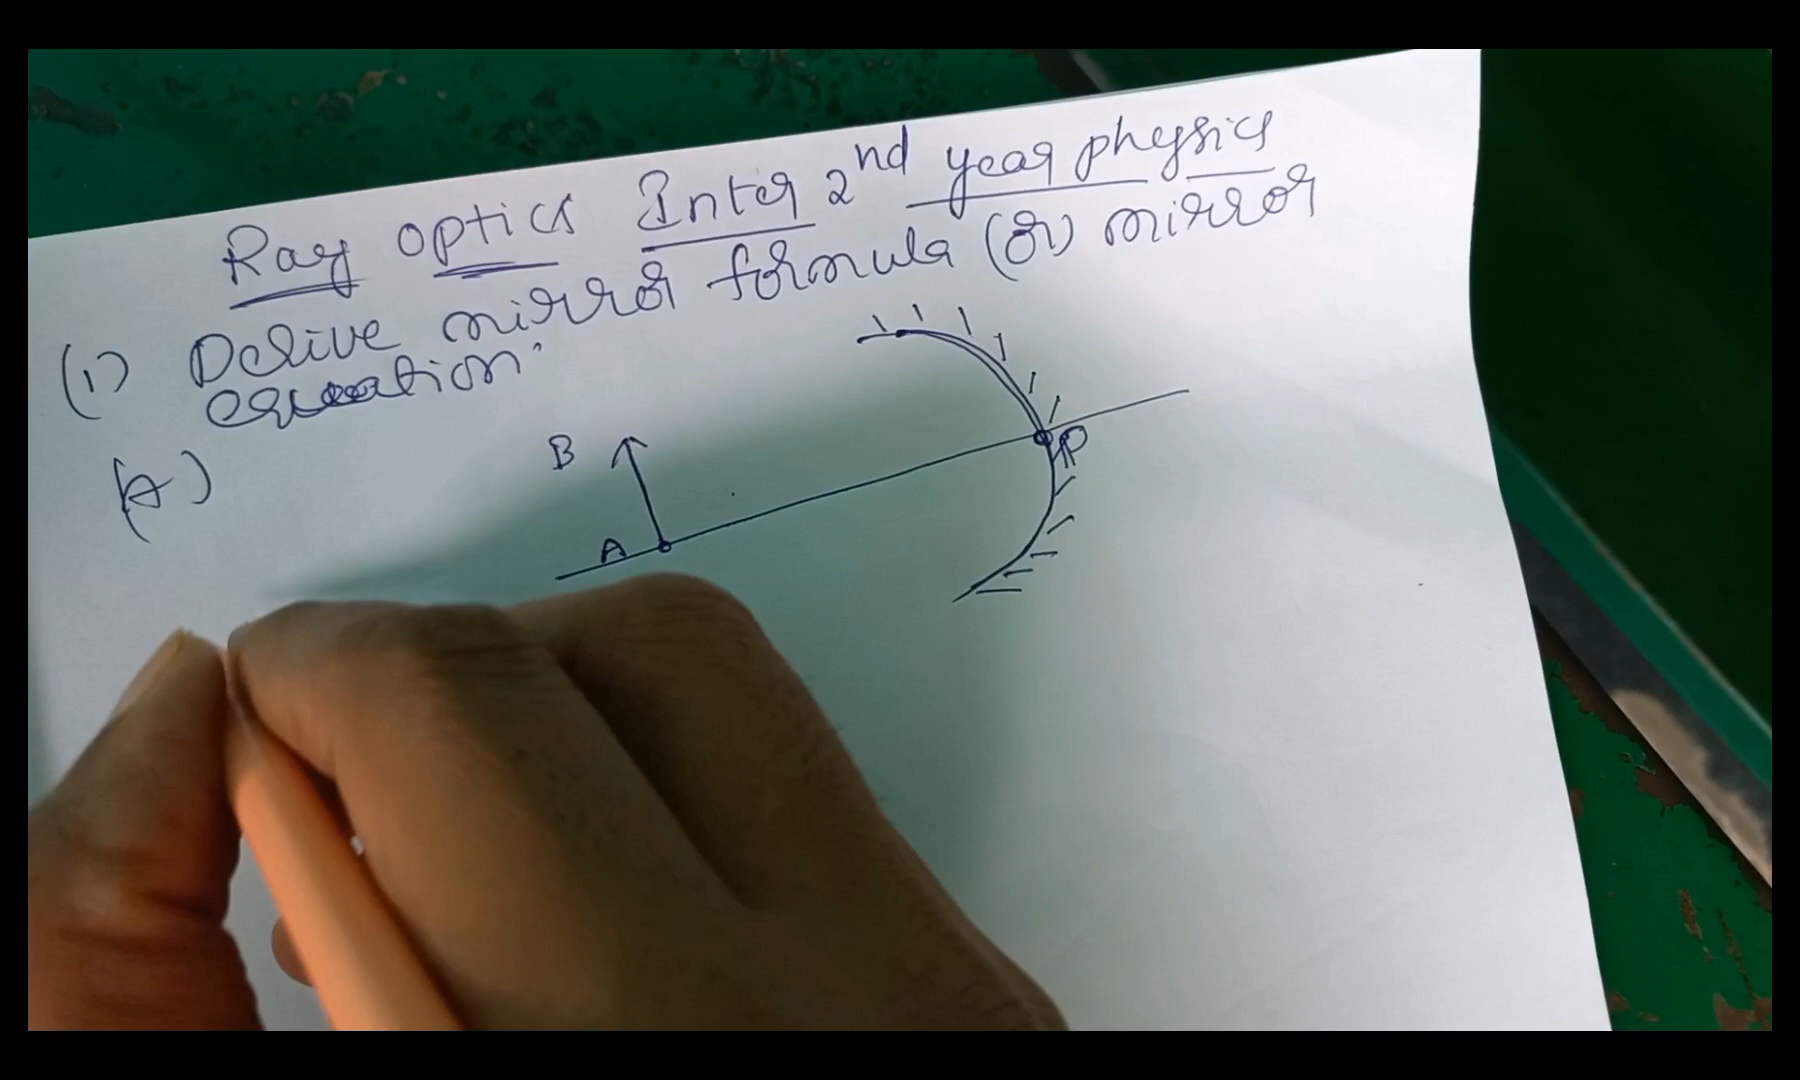 Ray optics Inter 2nd year physics
(1) Derive mirror formula (or) mirror
equation.
(A)
B
A
P